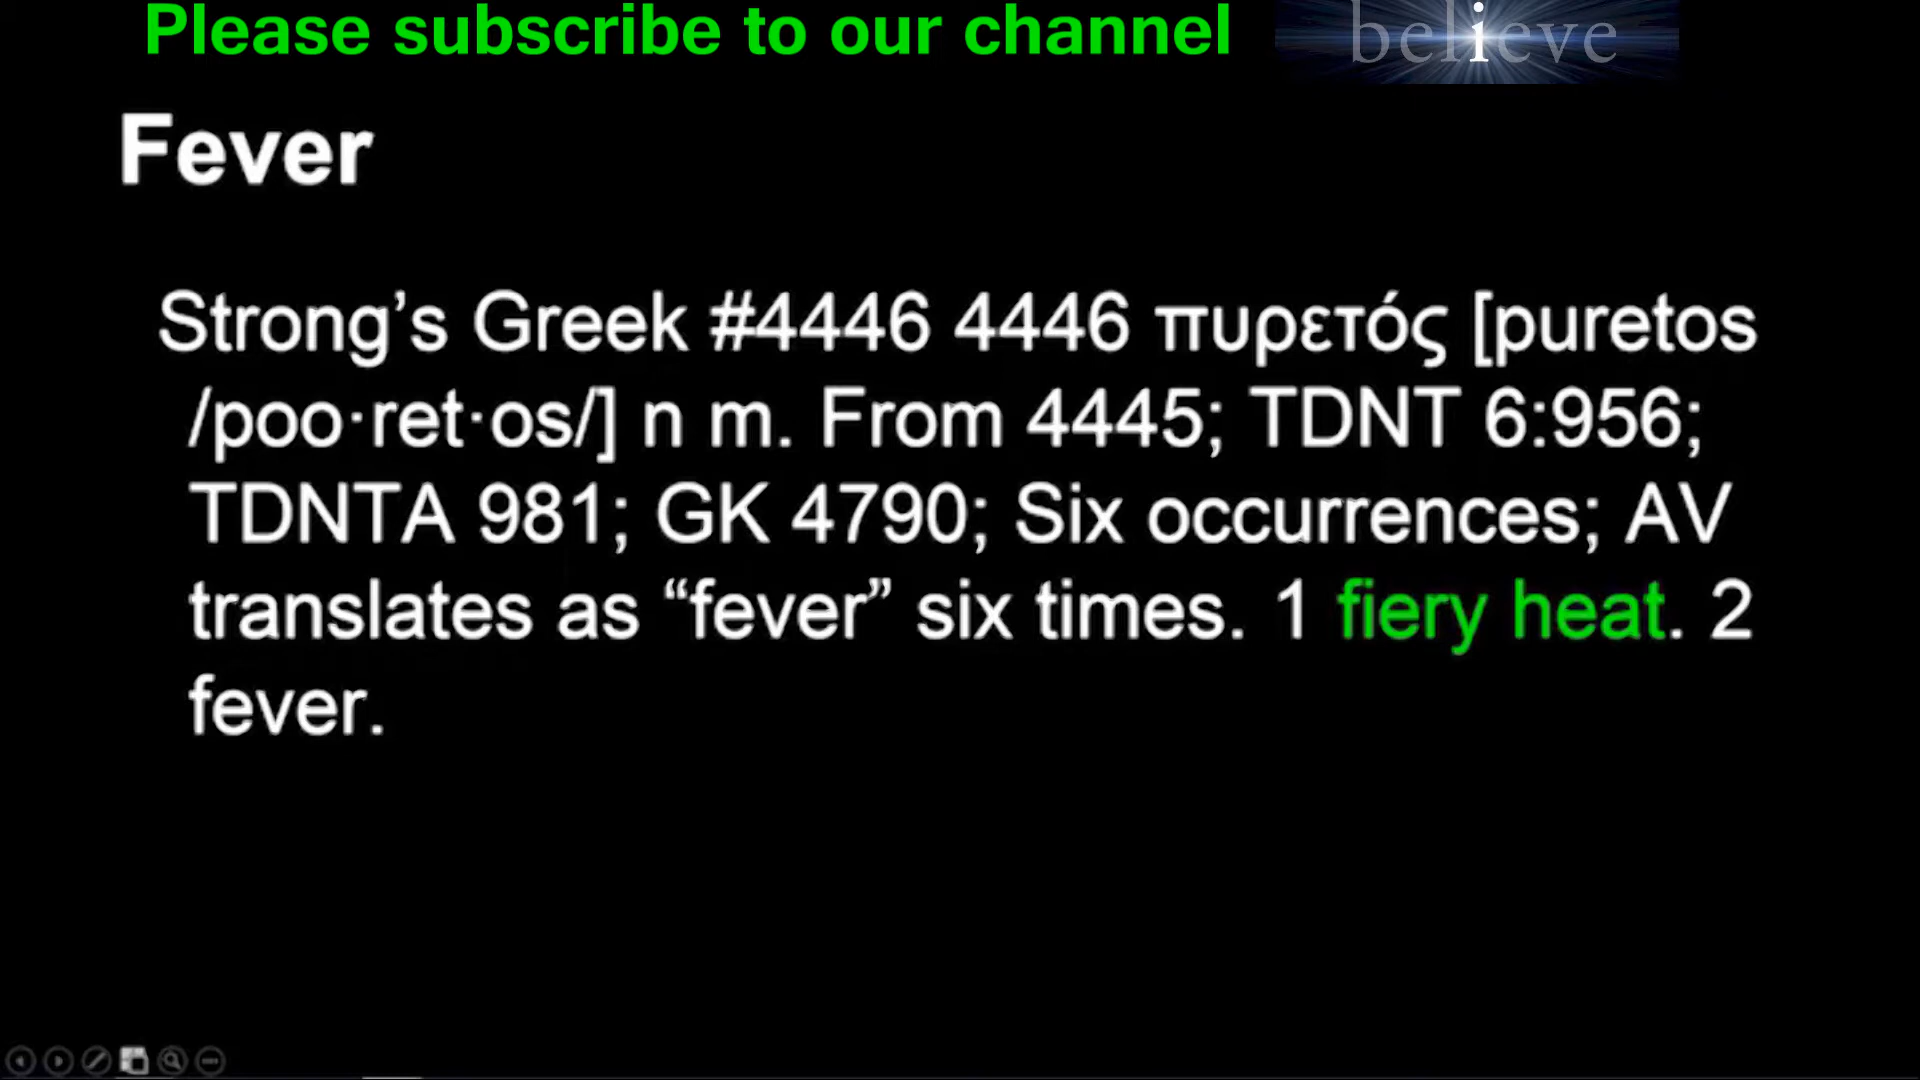 Please subscribe to our channel
believe
Fever
Strong’s Greek #4446 4446 πυρετός [puretos
/poo·ret·os/] n m. From 4445; TDNT 6:956;
TDNTA 981; GK 4790; Six occurrences; AV
translates as “fever” six times. 1 fiery heat. 2
fever.